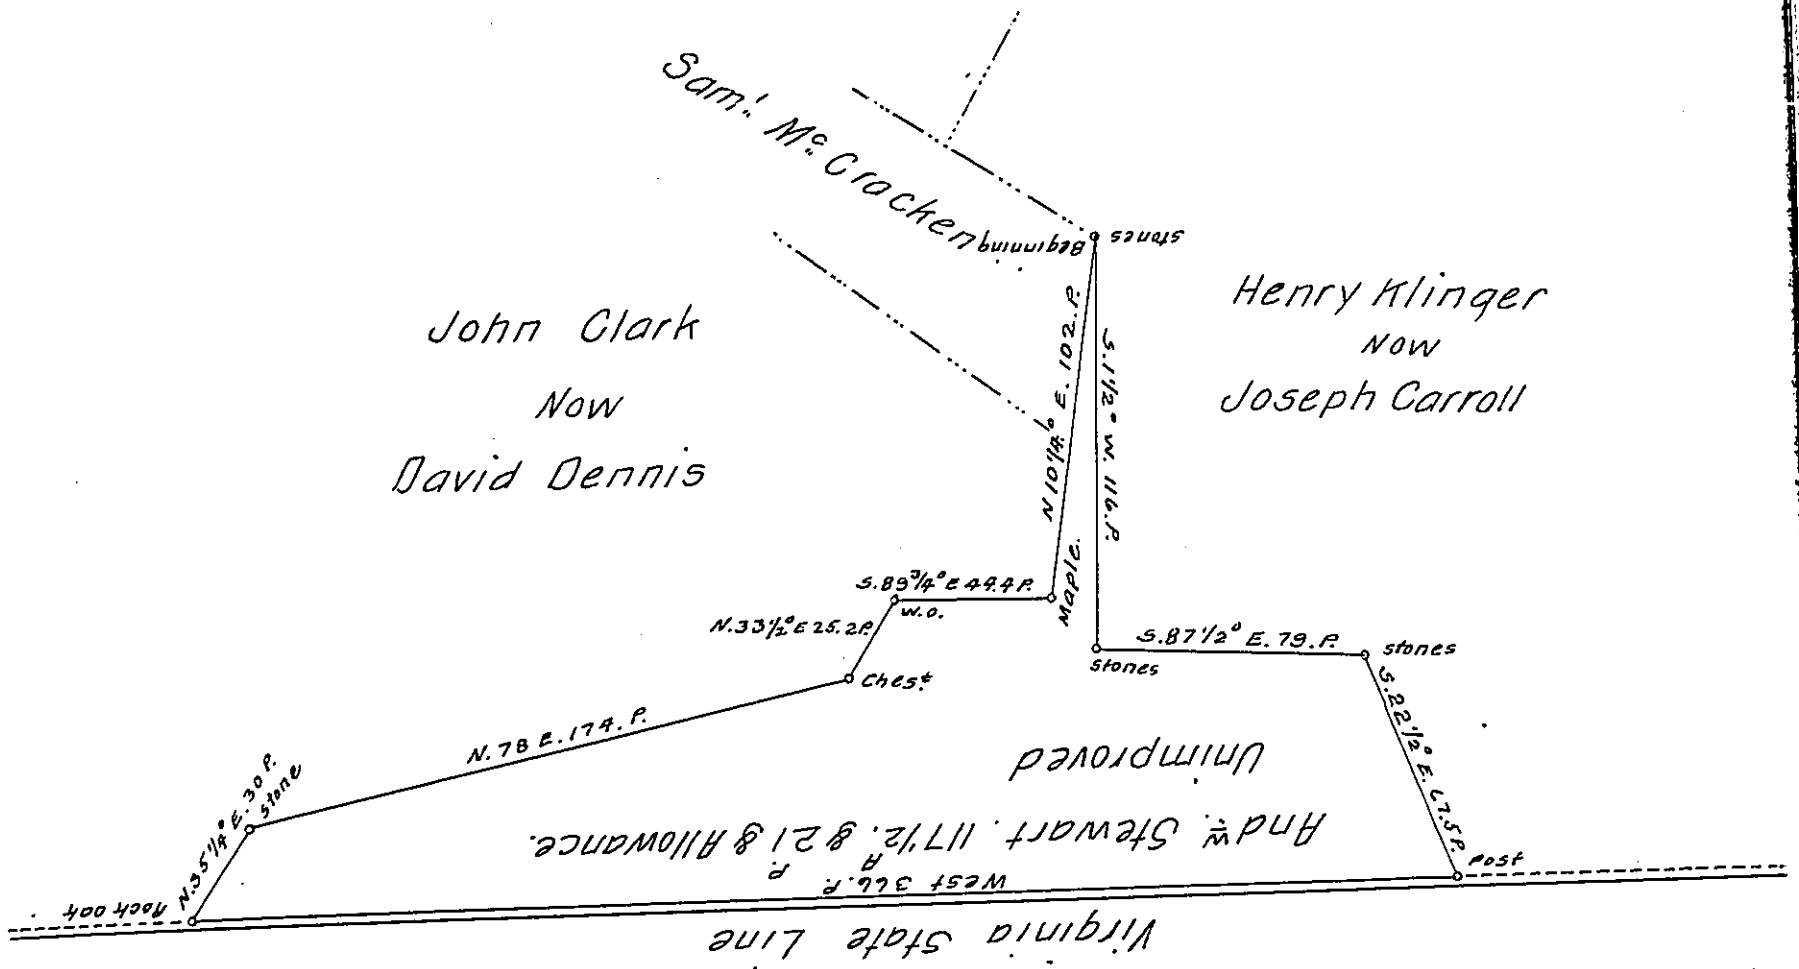 Sam.l Mc. Cracken
Beginning
stones
John Clark
Now
David Dennis
Henry Klinger
Now
Joseph Carroll
N 10 1/4° E. 102. P.
S. 1 1/2° W. 116. P.
Maple.
S. 89 3/4° E 44.4 P.
W.O.
N. 33 1/2° E 25.2 P.
Ches.t
S. 87 1/2° E. 79. P.
stones
stones
S. 22 1/2° E. 67.5 P.
Post
N. 78 E. 174. P.
Stone
N. 35 1/4° E. 30 P.
Rock oak
Unimproved
And.w Stewart. 117 1/2. A & 21 P & Allowance.
West 366. P.
Virginia State Line